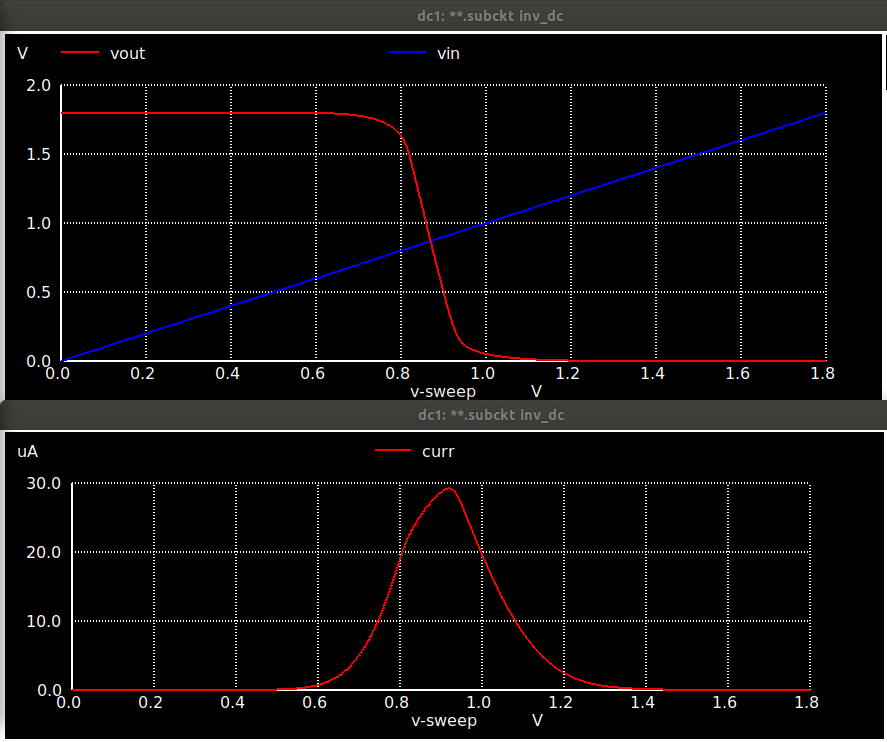 dc1: **.subckt inv_dc
V vout vin
2.0
1.5
1.0
0.5
0.0
0.0 0.2 0.4 0.6 0.8 1.0 1.2 1.4 1.6 1.8
v-sweep V
dc1: **.subckt inv_dc
uA curr
30.0
20.0
10.0
0.0
0.0 0.2 0.4 0.6 0.8 1.0 1.2 1.4 1.6 1.8
v-sweep V